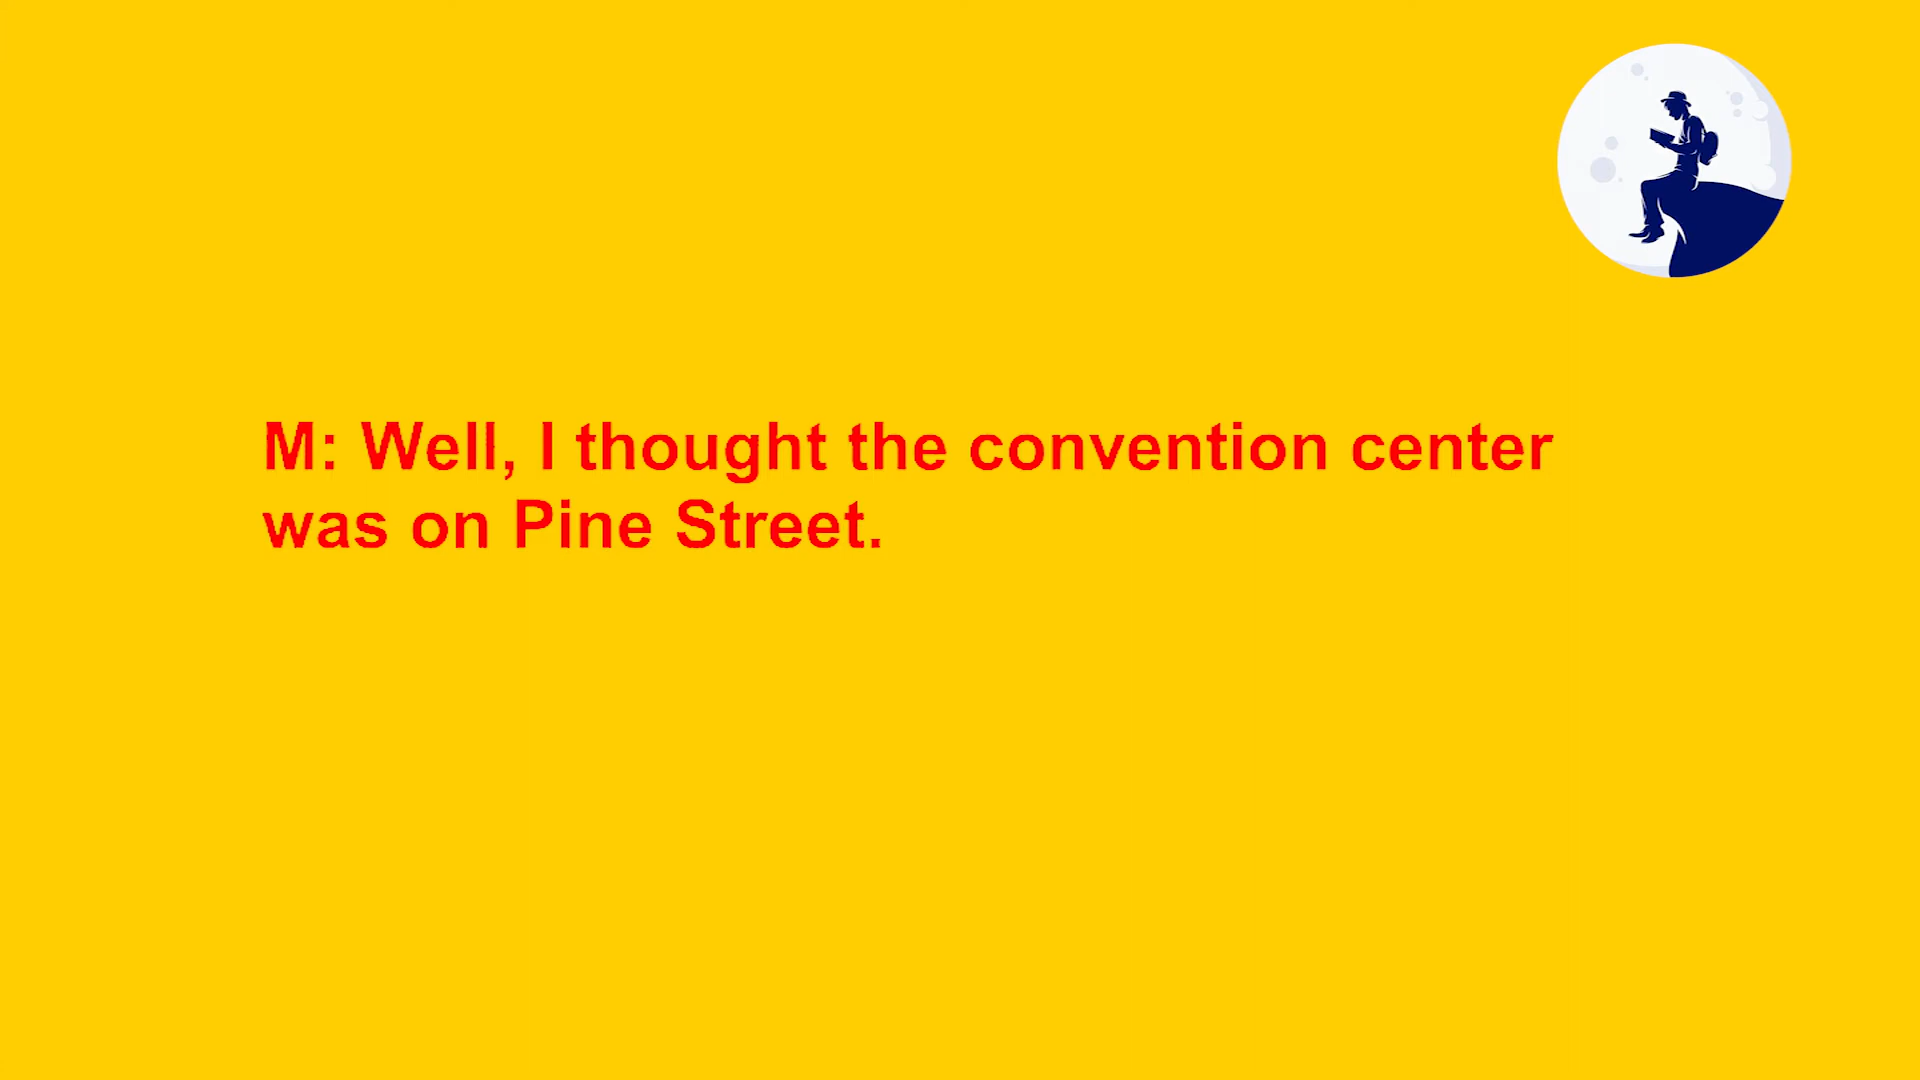 M: Well, I thought the convention center
was on Pine Street.